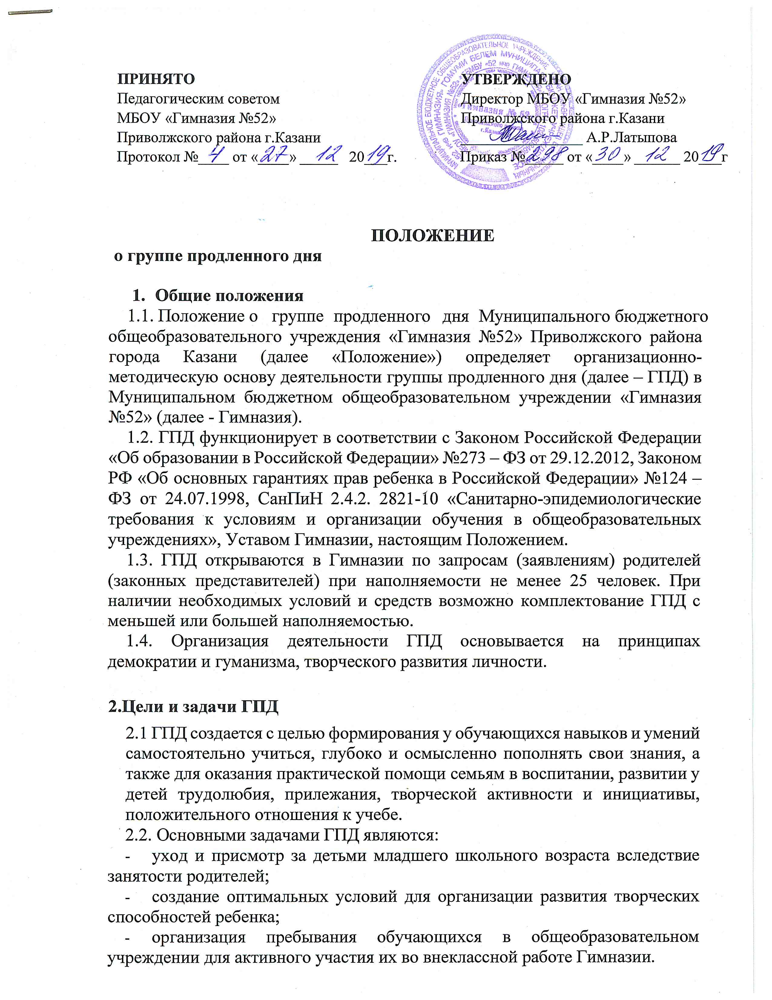 ПРИНЯТО
Педагогическим советом
МБОУ «Гимназия №52»
Приволжского района г.Казани
Протокол № 4 от «27» 12 2019г.
УТВЕРЖДЕНО
Директор МБОУ «Гимназия №52»
Приволжского района г.Казани
А.Р.Латыпова
Приказ №298 от «30» 12 2019г
ПОЛОЖЕНИЕ
о группе продленного дня
1. Общие положения
1.1. Положение о группе продленного дня Муниципального бюджетного
общеобразовательного учреждения «Гимназия №52» Приволжского района
города Казани (далее «Положение») определяет организационно-
методическую основу деятельности группы продленного дня (далее – ГПД) в
Муниципальном бюджетном общеобразовательном учреждении «Гимназия
№52» (далее - Гимназия).
1.2. ГПД функционирует в соответствии с Законом Российской Федерации
«Об образовании в Российской Федерации» №273 – ФЗ от 29.12.2012, Законом
РФ «Об основных гарантиях прав ребенка в Российской Федерации» №124 –
ФЗ от 24.07.1998, СанПиН 2.4.2. 2821-10 «Санитарно-эпидемиологические
требования к условиям и организации обучения в общеобразовательных
учреждениях», Уставом Гимназии, настоящим Положением.
1.3. ГПД открываются в Гимназии по запросам (заявлениям) родителей
(законных представителей) при наполняемости не менее 25 человек. При
наличии необходимых условий и средств возможно комплектование ГПД с
меньшей или большей наполняемостью.
1.4. Организация деятельности ГПД основывается на принципах
демократии и гуманизма, творческого развития личности.
2.Цели и задачи ГПД
2.1 ГПД создается с целью формирования у обучающихся навыков и умений
самостоятельно учиться, глубоко и осмысленно пополнять свои знания, а
также для оказания практической помощи семьям в воспитании, развитии у
детей трудолюбия, прилежания, творческой активности и инициативы,
положительного отношения к учебе.
2.2. Основными задачами ГПД являются:
- уход и присмотр за детьми младшего школьного возраста вследствие
занятости родителей;
- создание оптимальных условий для организации развития творческих
способностей ребенка;
- организация пребывания обучающихся в общеобразовательном
учреждении для активного участия их во внеклассной работе Гимназии.